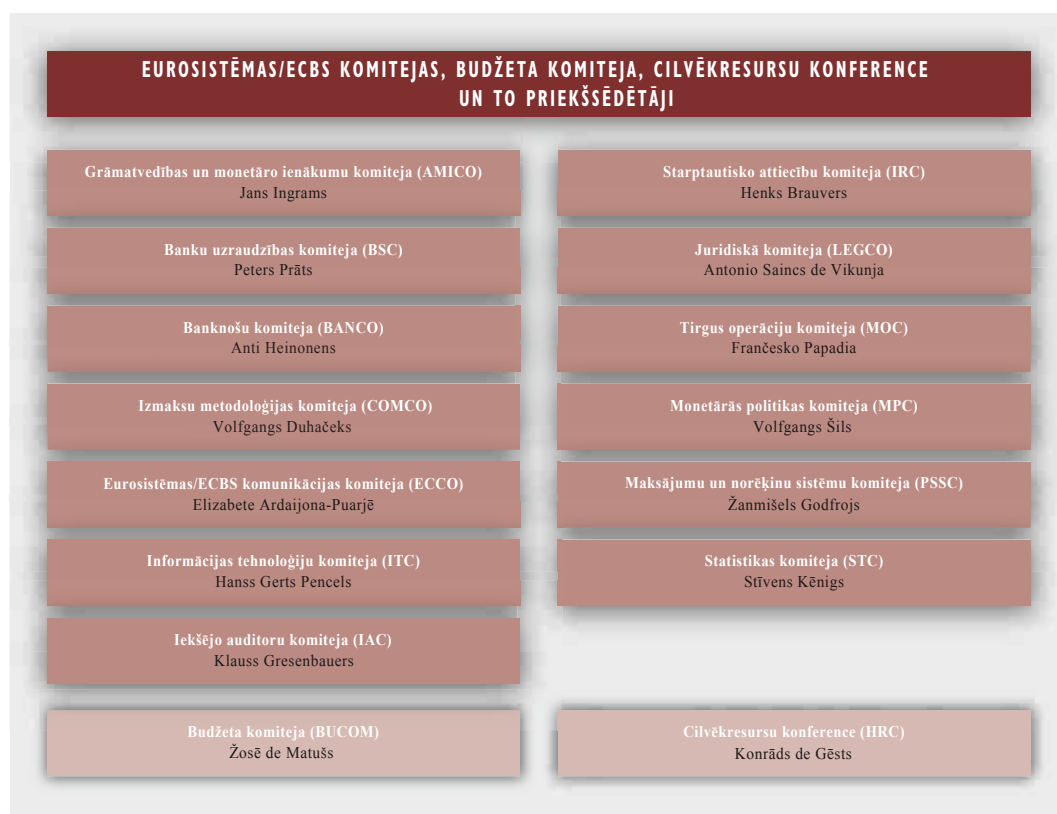 EUROSISTĒMAS/ECBS KOMITEJAS, BUDŽETA KOMITEJA, CILVĒKRESURSU KONFERENCE
UN TO PRIEKŠSĒDĒTĀJI
Grāmatvedības un monetāro ienākumu komiteja (AMICO)
Jans Ingrams
Banku uzraudzības komiteja (BSC)
Peters Prāts
Banknošu komiteja (BANCO)
Anti Heinonens
Izmaksu metodoloģijas komiteja (COMCO)
Volfgangs Duhačeks
Eurosistēmas/ECBS komunikācijas komiteja (ECCO)
Elizabete Ardaijona-Puarjē
Informācijas tehnoloģiju komiteja (ITC)
Hanss Gerts Pencels
Iekšējo auditoru komiteja (IAC)
Klauss Gresenbauers
Starptautisko attiecību komiteja (IRC)
Henks Brauvers
Juridiskā komiteja (LEGCO)
Antonio Saincs de Vikunja
Tirgus operāciju komiteja (MOC)
Frančesko Papadia
Monetārās politikas komiteja (MPC)
Volfgangs Šils
Maksājumu un norēķinu sistēmu komiteja (PSSC)
Žanmišels Godfrojs
Statistikas komiteja (STC)
Stīvens Kēnigs
Budžeta komiteja (BUCOM)
Žosē de Matušs
Cilvēkresursu konference (HRC)
Konrāds de Gēsts